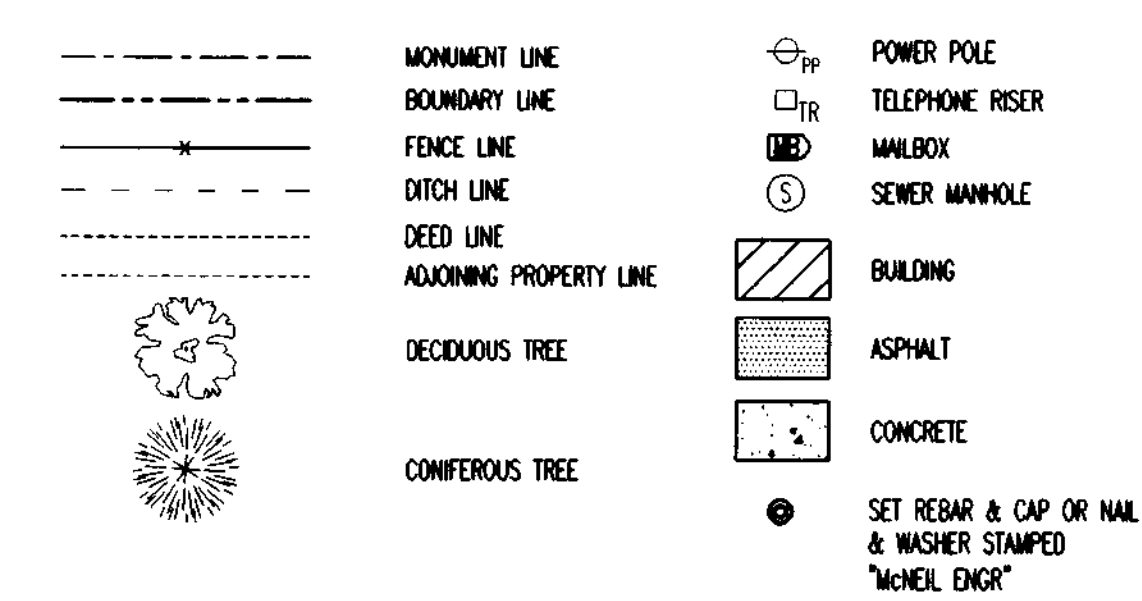 MONUMENT LINE
BOUNDARY LINE
FENCE LINE
DITCH LINE
DEED LINE
ADJOINING PROPERTY LINE
DECIDUOUS TREE
CONIFEROUS TREE
PP POWER POLE
TR TELEPHONE RISER
MB MAILBOX
S SEWER MANHOLE
BUILDING
ASPHALT
CONCRETE
SET REBAR & CAP OR NAIL
& WASHER STAMPED
"McNEIL ENGR"